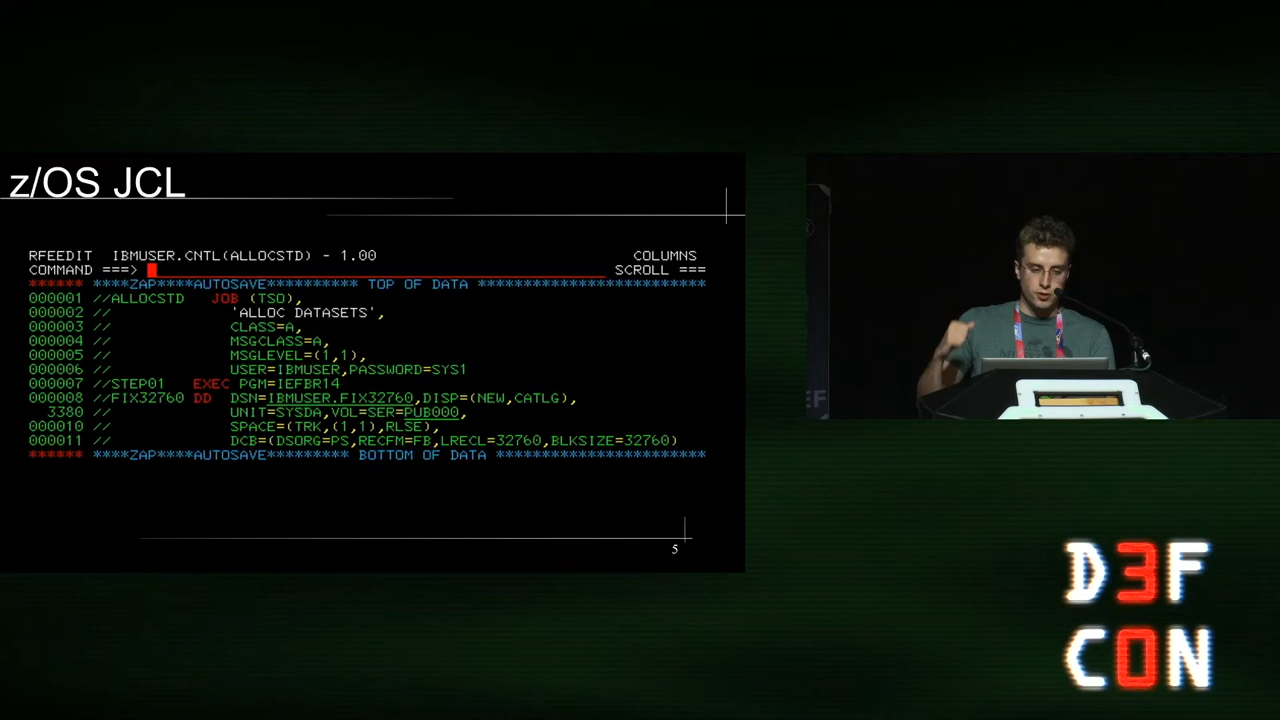 z/OS JCL
RFEEDIT IBMUSER.CNTL(ALLOCSTD) - 1.00 COLUMNS
COMMAND ===> SCROLL ===
****** ****ZAP****AUTOSAVE********** TOP OF DATA *************************
000001 //ALLOCSTD JOB (TSO),
000002 // 'ALLOC DATASETS',
000003 // CLASS=A,
000004 // MSGCLASS=A,
000005 // MSGLEVEL=(1,1),
000006 // USER=IBMUSER,PASSWORD=SYS1
000007 //STEP01 EXEC PGM=IEFBR14
000008 //FIX32760 DD DSN=IBMUSER.FIX32760,DISP=(NEW,CATLG),
3380 // UNIT=SYSDA,VOL=SER=PUB000,
000010 // SPACE=(TRK,(1,1),RLSE),
000011 // DCB=(DSORG=PS,RECFM=FB,LRECL=32760,BLKSIZE=32760)
****** ****ZAP****AUTOSAVE********* BOTTOM OF DATA ***********************
5
EF
D3F
C0N